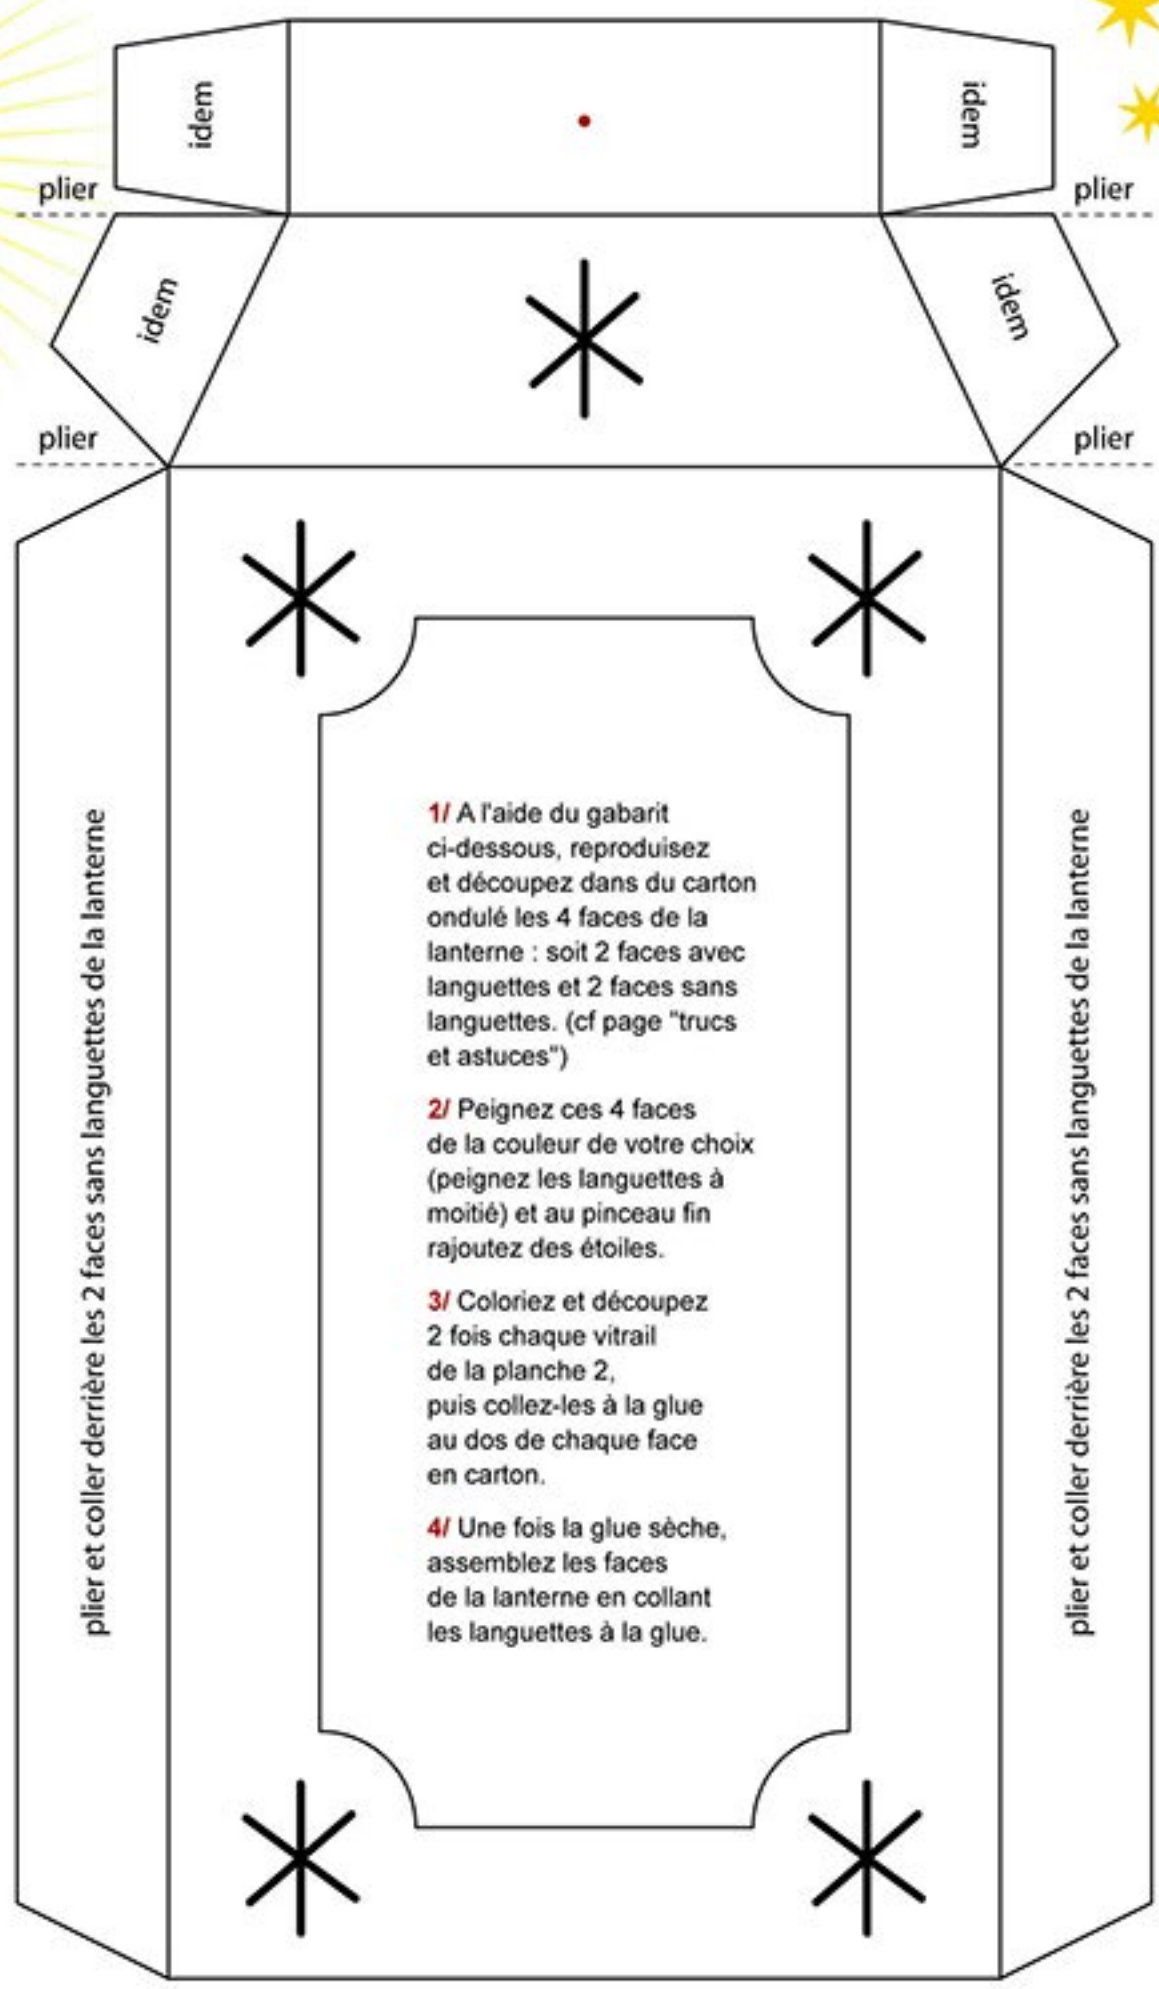 idem
idem
plier
plier
idem
idem
plier
plier
plier et coller derrière les 2 faces sans languettes de la lanterne
1/ A l'aide du gabarit
ci-dessous, reproduisez
et découpez dans du carton
ondulé les 4 faces de la
lanterne : soit 2 faces avec
languettes et 2 faces sans
languettes. (cf page "trucs
et astuces")
2/ Peignez ces 4 faces
de la couleur de votre choix
(peignez les languettes à
moitié) et au pinceau fin
rajoutez des étoiles.
3/ Coloriez et découpez
2 fois chaque vitrail
de la planche 2,
puis collez-les à la glue
au dos de chaque face
en carton.
4/ Une fois la glue sèche,
assemblez les faces
de la lanterne en collant
les languettes à la glue.
plier et coller derrière les 2 faces sans languettes de la lanterne